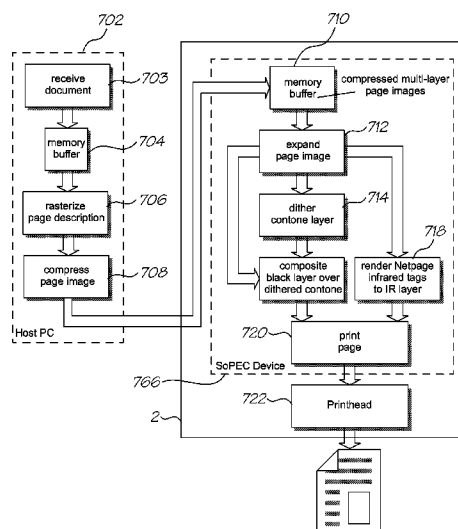 702
703
receive
document
704
memory
buffer
706
rasterize
page description
708
compress
page image
Host PC
710
memory
buffer
compressed multi-layer
page images
712
expand
page image
714
dither
contone layer
718
composite
black layer over
dithered contone
render Netpage
infrared tags
to IR layer
720
print
page
SoPEC Device
766
722
Printhead
2